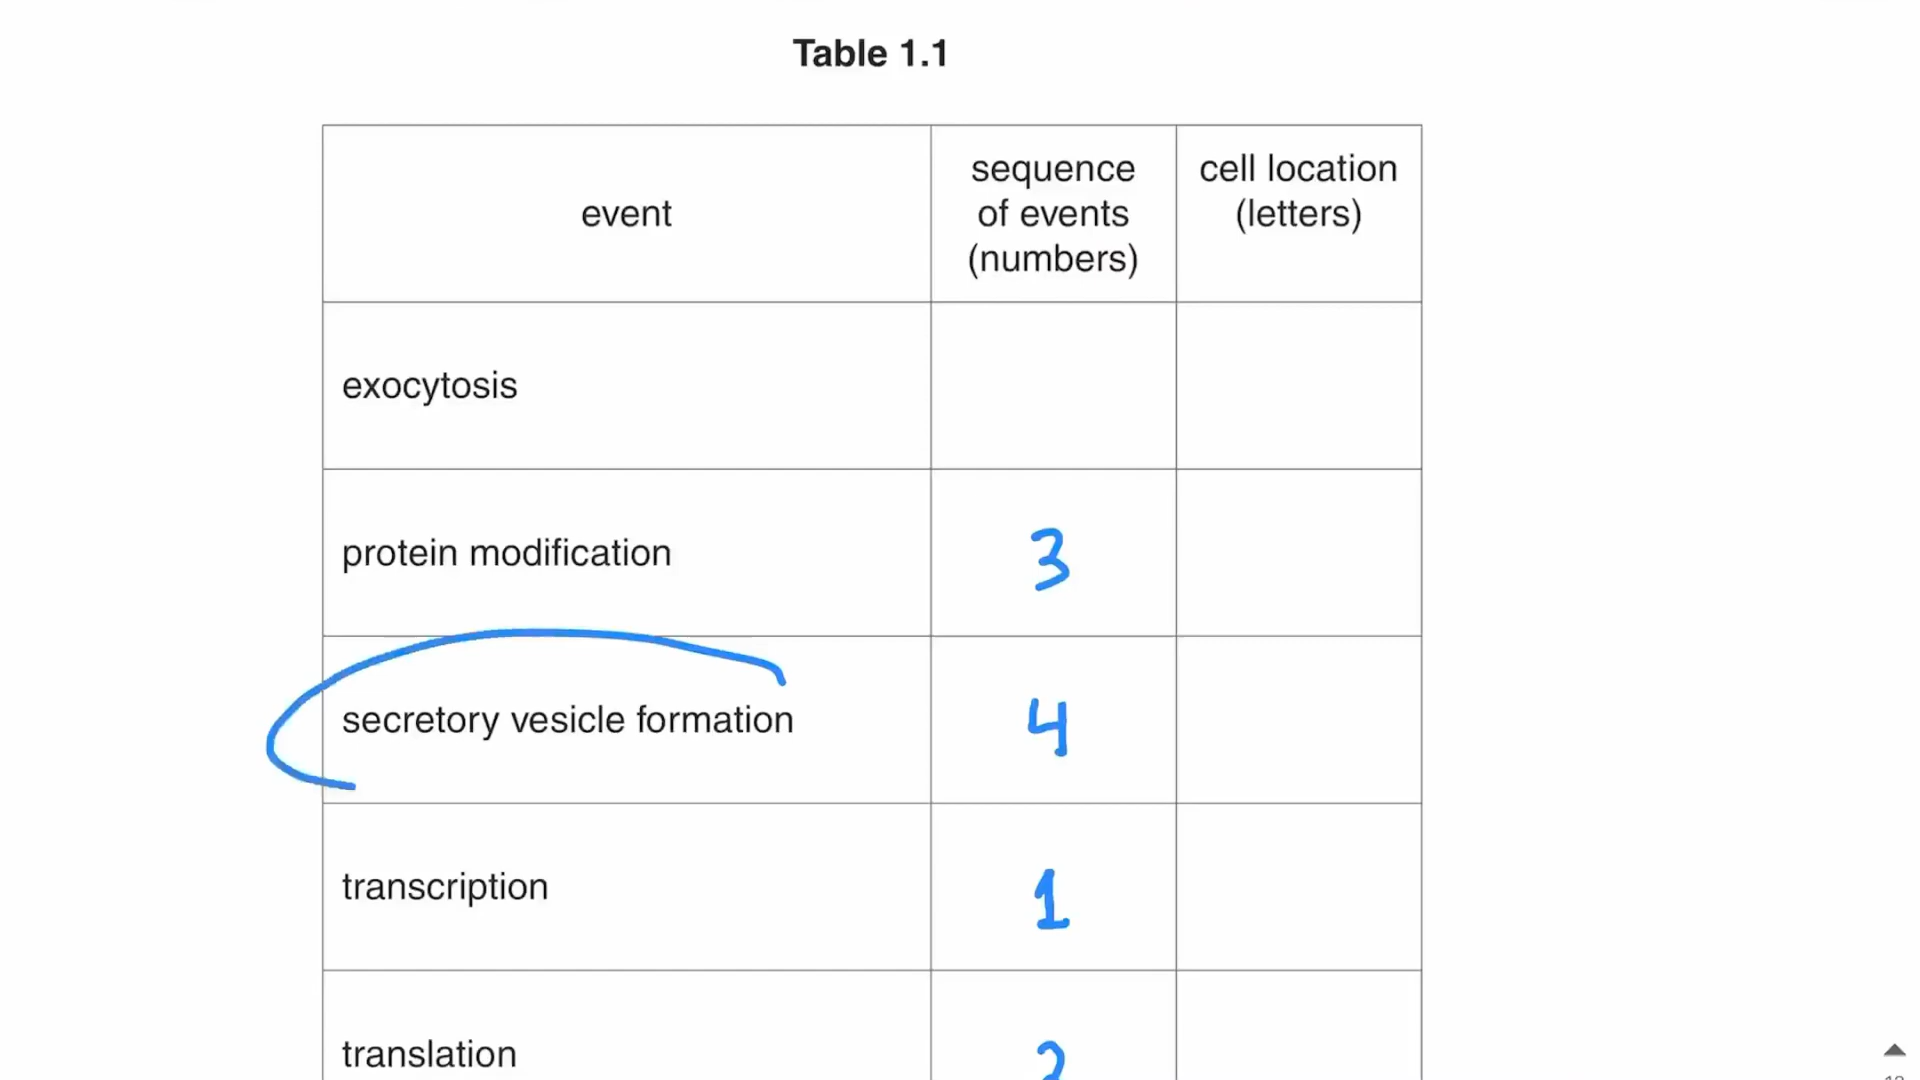 Table 1.1
event
sequence
of events
(numbers)
cell location
(letters)
exocytosis
protein modification
3
secretory vesicle formation
4
transcription
1
translation
2